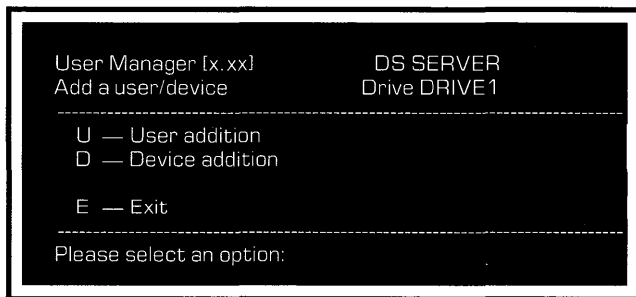 User Manager [x.xx] DS SERVER
Add a user/device Drive DRIVE1
U — User addition
D — Device addition
E — Exit
Please select an option: